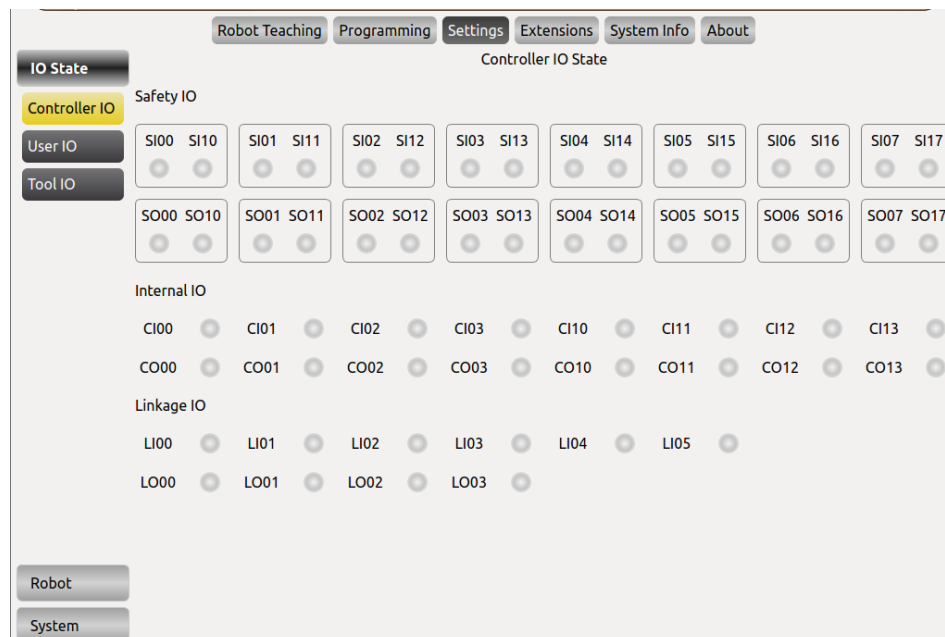 Robot Teaching Programming Settings Extensions System Info About
IO State
Controller IO State
Controller IO
Safety IO
User IO
Tool IO
SI00 SI10 SI01 SI11 SI02 SI12 SI03 SI13 SI04 SI14 SI05 SI15 SI06 SI16 SI07 SI17
SO00 SO10 SO01 SO11 SO02 SO12 SO03 SO13 SO04 SO14 SO05 SO15 SO06 SO16 SO07 SO17
Internal IO
CI00 CI01 CI02 CI03 CI10 CI11 CI12 CI13
CO00 CO01 CO02 CO03 CO10 CO11 CO12 CO13
Linkage IO
LI00 LI01 LI02 LI03 LI04 LI05
LO00 LO01 LO02 LO03
Robot
System